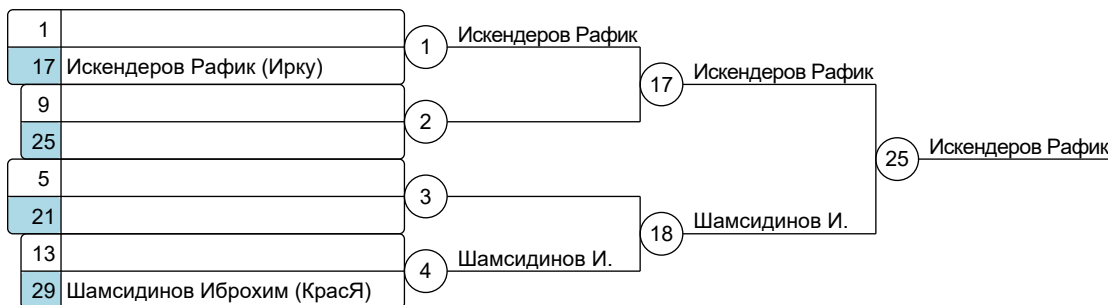 1
17 Искендеров Рафик (Ирку)
9
25
5
21
13
29 Шамсидинов Иброхим (КрасЯ)
1 Искендеров Рафик
2
3
4 Шамсидинов И.
17 Искендеров Рафик
18 Шамсидинов И.
25 Искендеров Рафик